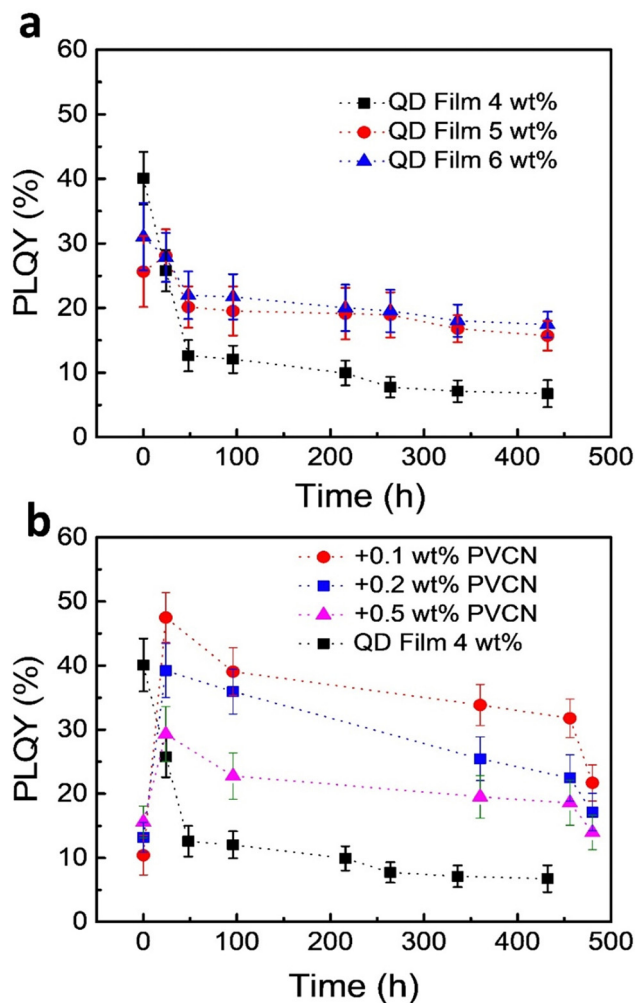 a
60
50
40
30
20
10
0
PLQY (%)
QD Film 4 wt%
QD Film 5 wt%
QD Film 6 wt%
0 100 200 300 400 500
Time (h)
b
60
50
40
30
20
10
0
PLQY (%)
+0.1 wt% PVCN
+0.2 wt% PVCN
+0.5 wt% PVCN
QD Film 4 wt%
0 100 200 300 400 500
Time (h)